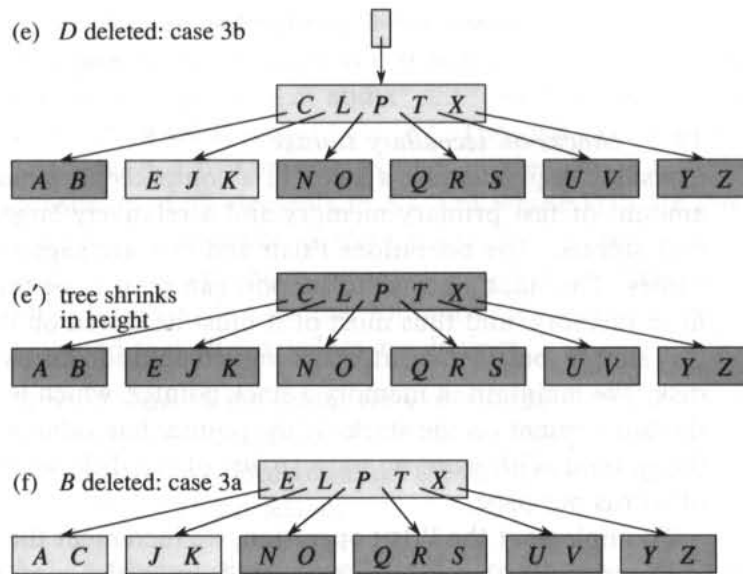 (e) D deleted: case 3b
C L P T X
A B E J K N O Q R S U V Y Z
(e′) tree shrinks
in height
C L P T X
A B E J K N O Q R S U V Y Z
(f) B deleted: case 3a
E L P T X
A C J K N O Q R S U V Y Z